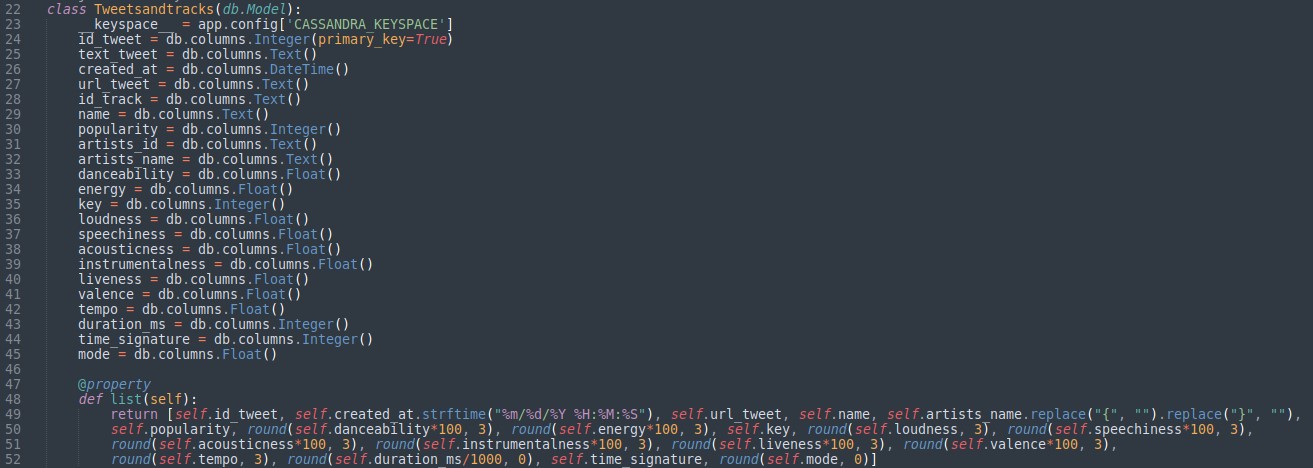 22 class Tweetsandtracks(db.Model):
23     __keyspace__ = app.config['CASSANDRA_KEYSPACE']
24     id_tweet = db.columns.Integer(primary_key=True)
25     text_tweet = db.columns.Text()
26     created_at = db.columns.DateTime()
27     url_tweet = db.columns.Text()
28     id_track = db.columns.Text()
29     name = db.columns.Text()
30     popularity = db.columns.Integer()
31     artists_id = db.columns.Text()
32     artists_name = db.columns.Text()
33     danceability = db.columns.Float()
34     energy = db.columns.Float()
35     key = db.columns.Integer()
36     loudness = db.columns.Float()
37     speechiness = db.columns.Float()
38     acousticness = db.columns.Float()
39     instrumentalness = db.columns.Float()
40     liveness = db.columns.Float()
41     valence = db.columns.Float()
42     tempo = db.columns.Float()
43     duration_ms = db.columns.Integer()
44     time_signature = db.columns.Integer()
45     mode = db.columns.Float()
46
47     @property
48     def list(self):
49         return [self.id_tweet, self.created_at.strftime("%m/%d/%Y %H:%M:%S"), self.url_tweet, self.name, self.artists_name.replace("{", "").replace("}", ""),
50         self.popularity, round(self.danceability*100, 3), round(self.energy*100, 3), self.key, round(self.loudness, 3), round(self.speechiness*100, 3),
51         round(self.acousticness*100, 3), round(self.instrumentalness*100, 3), round(self.liveness*100, 3), round(self.valence*100, 3),
52         round(self.tempo, 3), round(self.duration_ms/1000, 0), self.time_signature, round(self.mode, 0)]